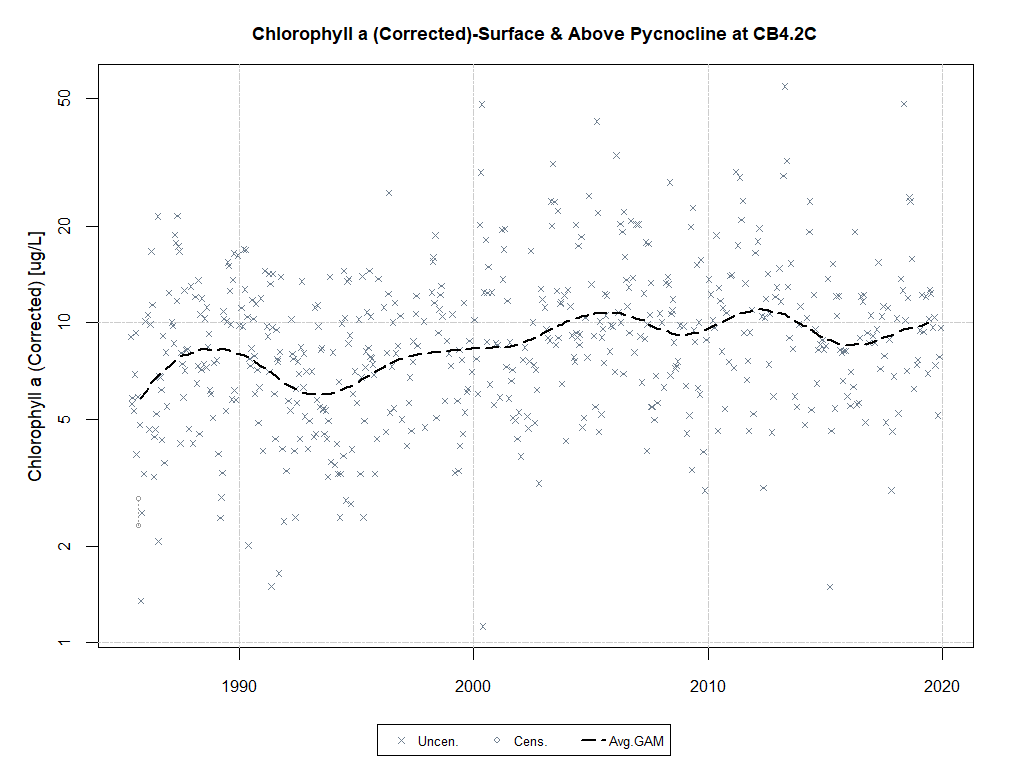 Chlorophyll a (Corrected)-Surface & Above Pycnocline at CB4.2C
Chlorophyll a (Corrected) [ug/L]
50
20
10
5
2
1
1990 2000 2010 2020
Uncen. Cens. Avg.GAM